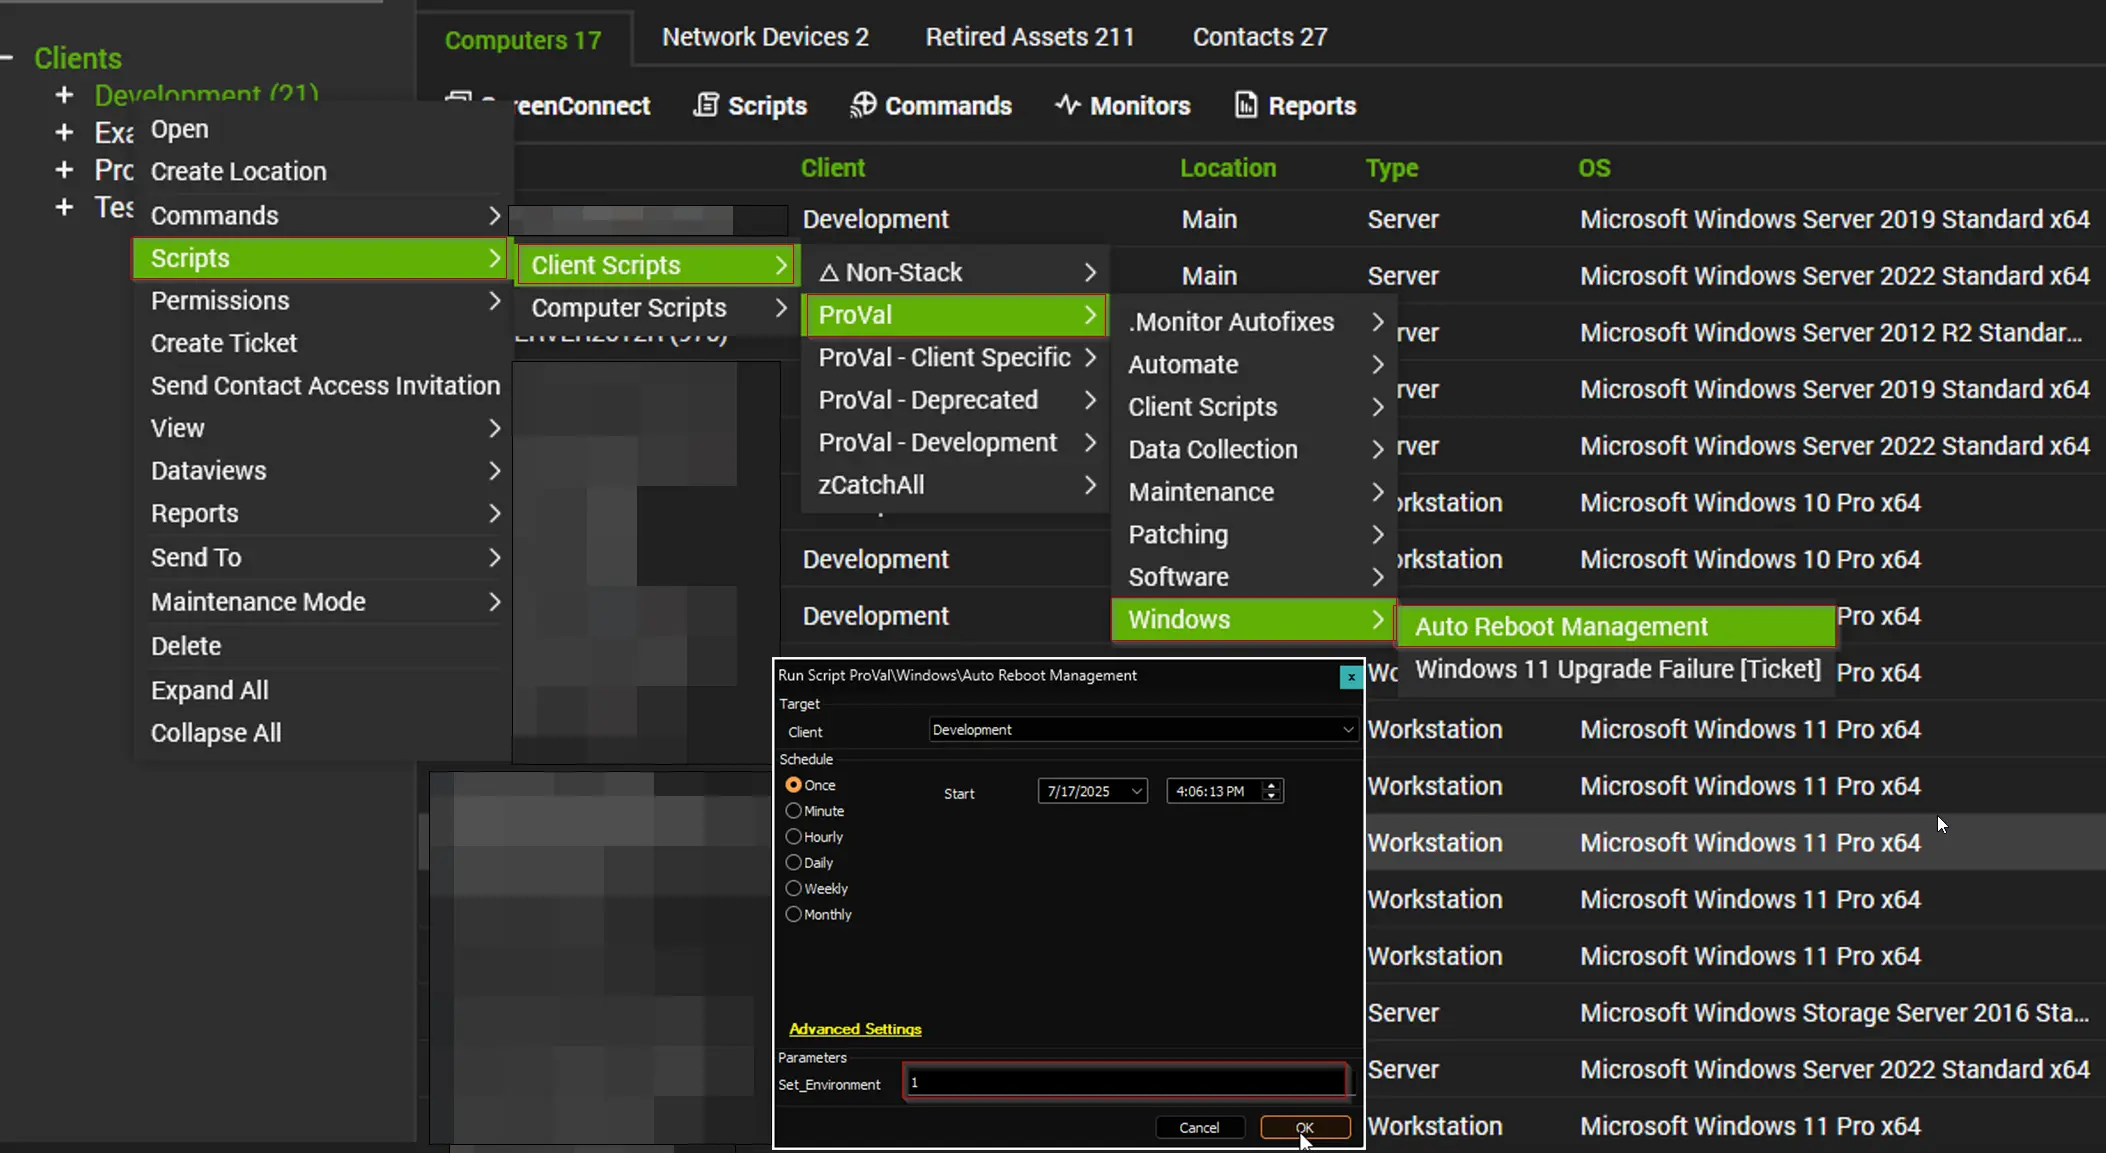 Computers 17 Network Devices 2 Retired Assets 211 Contacts 27
Clients
Development (21)
Exa
Pro
Tes
ScreenConnect Scripts Commands Monitors Reports
Client Location Type OS
Open
Create Location
Commands
Scripts
Permissions
Create Ticket
Send Contact Access Invitation
View
Dataviews
Reports
Send To
Maintenance Mode
Delete
Expand All
Collapse All
Client Scripts
Computer Scripts
△ Non-Stack
ProVal
ProVal - Client Specific
ProVal - Deprecated
ProVal - Development
zCatchAll
.Monitor Autofixes
Automate
Client Scripts
Data Collection
Maintenance
Patching
Software
Windows
Auto Reboot Management
Windows 11 Upgrade Failure [Ticket]
Development Main Server Microsoft Windows Server 2019 Standard x64
Main Server Microsoft Windows Server 2022 Standard x64
rver Microsoft Windows Server 2012 R2 Standar...
rver Microsoft Windows Server 2019 Standard x64
rver Microsoft Windows Server 2022 Standard x64
orkstation Microsoft Windows 10 Pro x64
Development orkstation Microsoft Windows 10 Pro x64
Development Pro x64
Wo Pro x64
Workstation Microsoft Windows 11 Pro x64
Workstation Microsoft Windows 11 Pro x64
Workstation Microsoft Windows 11 Pro x64
Workstation Microsoft Windows 11 Pro x64
Workstation Microsoft Windows 11 Pro x64
Server Microsoft Windows Storage Server 2016 Sta...
Server Microsoft Windows Server 2022 Standard x64
Workstation Microsoft Windows 11 Pro x64
Run Script ProVal\Windows\Auto Reboot Management x
Target
Client Development
Schedule
Once Start 7/17/2025 4:06:13 PM
Minute
Hourly
Daily
Weekly
Monthly
Advanced Settings
Parameters
Set_Environment 1
Cancel OK